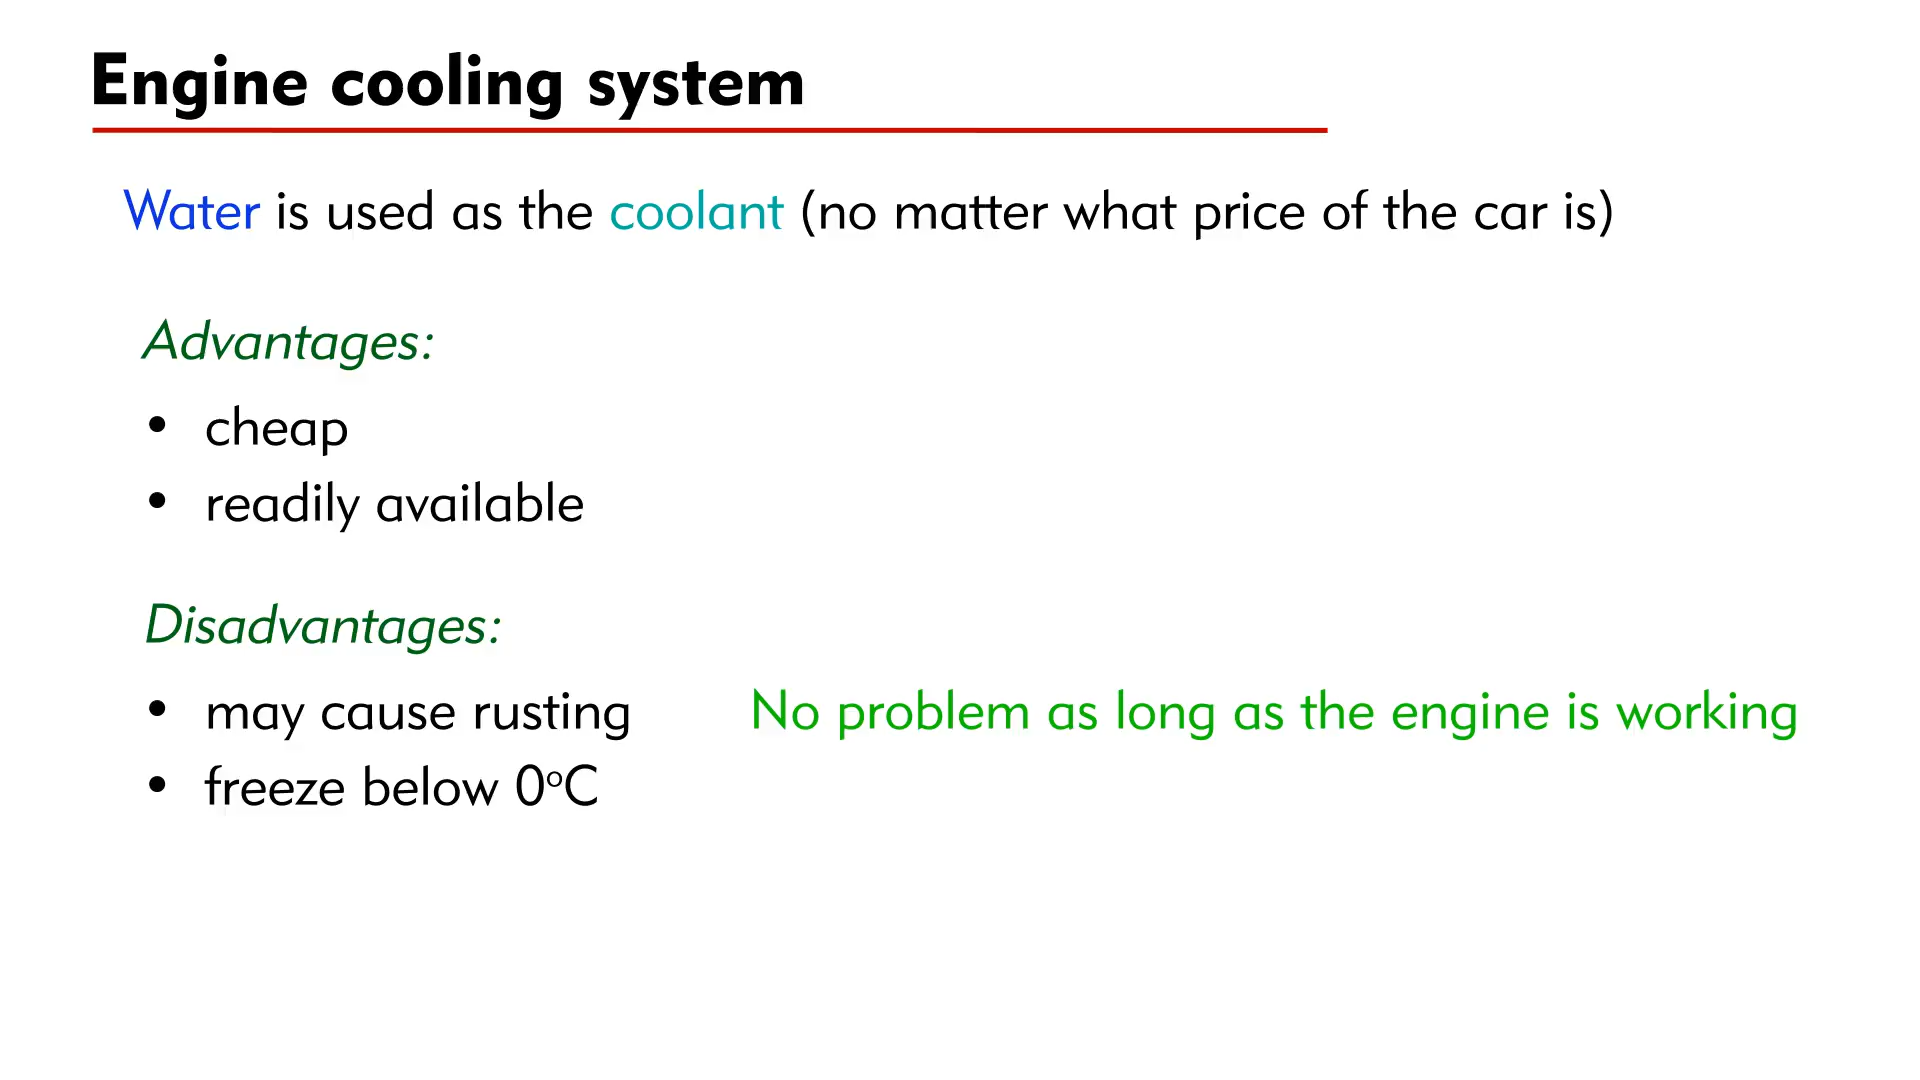 Engine cooling system
Water is used as the coolant (no matter what price of the car is)
Advantages:
• cheap
• readily available
Disadvantages:
• may cause rusting No problem as long as the engine is working
• freeze below 0°C